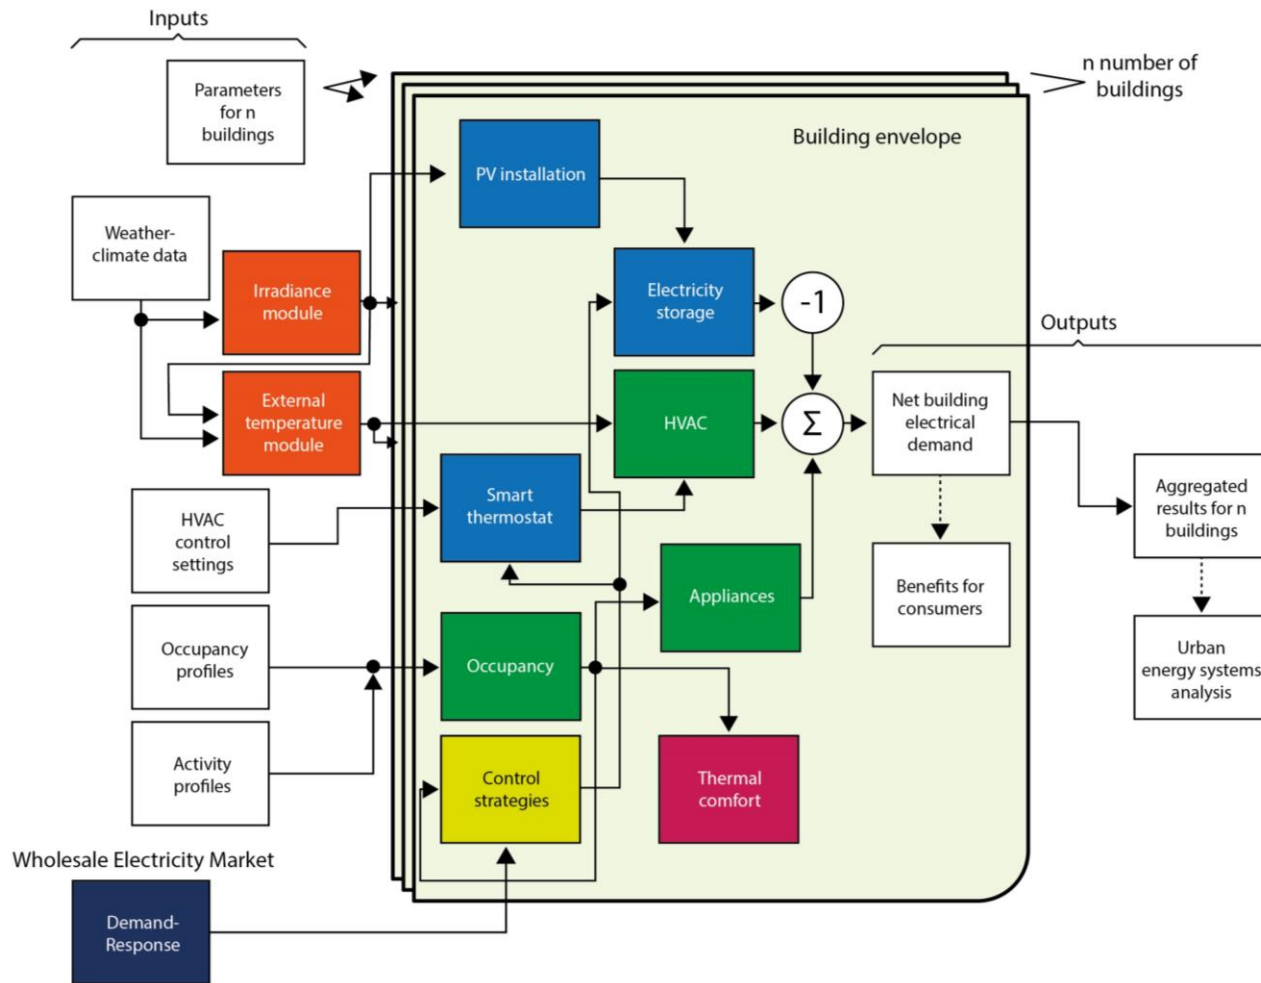 Inputs
Parameters
for n
buildings
n number of
buildings
Building envelope
PV installation
Weather-
climate data
Irradiance
module
Electricity
storage
-1
Outputs
External
temperature
module
HVAC
Σ
Net building
electrical
demand
Smart
thermostat
HVAC
control
settings
Aggregated
results for n
buildings
Appliances
Benefits for
consumers
Occupancy
profiles
Occupancy
Urban
energy systems
analysis
Activity
profiles
Control
strategies
Thermal
comfort
Wholesale Electricity Market
Demand-
Response